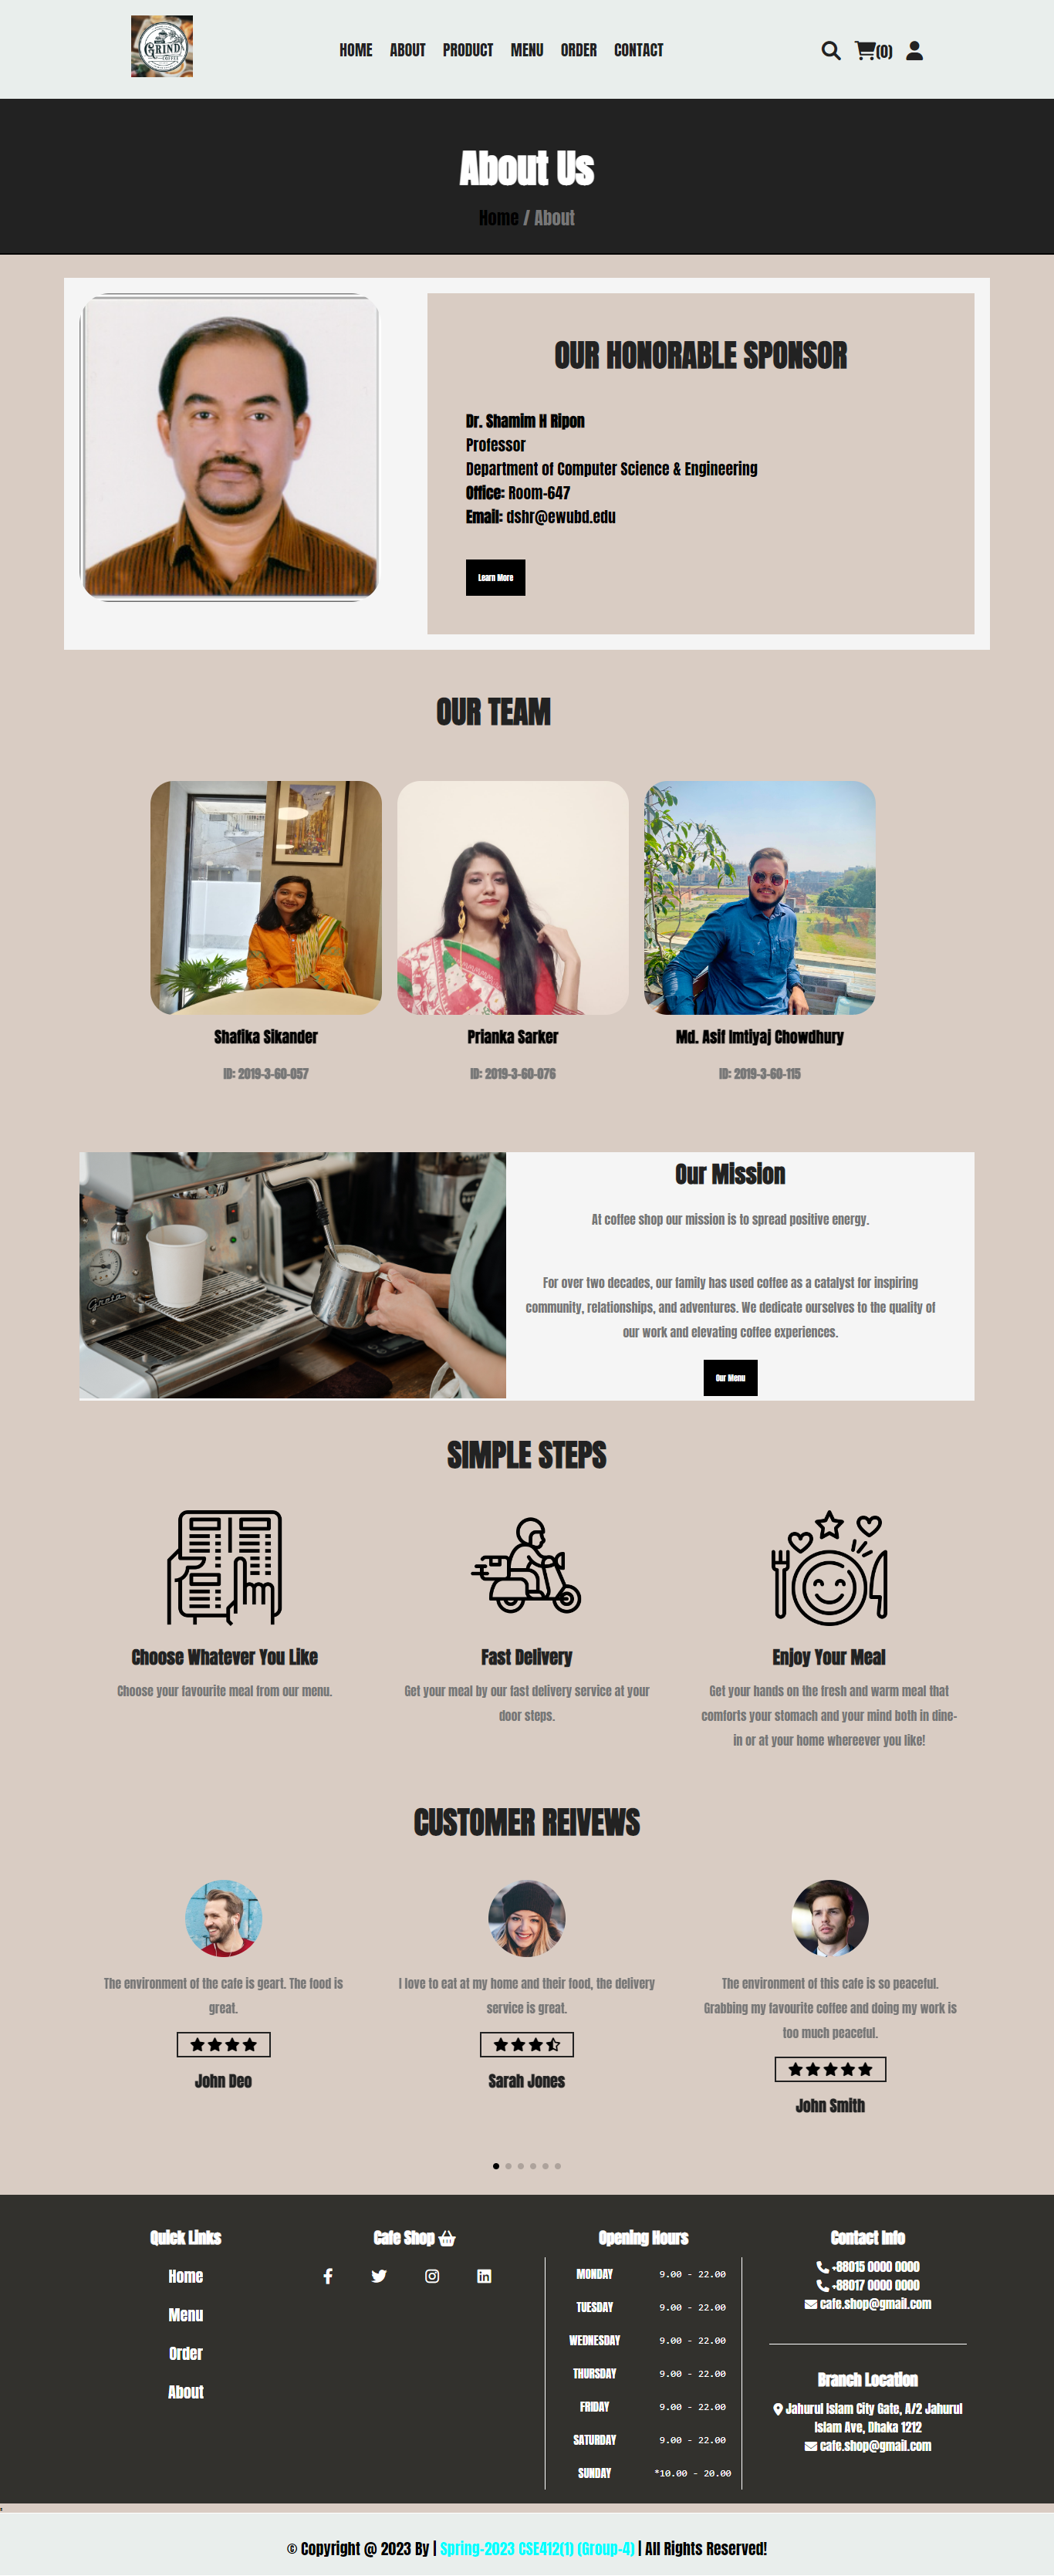 GRIND
COFFEE
HOME ABOUT PRODUCT MENU ORDER CONTACT
(0)
About Us
Home / About
OUR HONORABLE SPONSOR
Dr. Shamim H Ripon
Professor
Department of Computer Science & Engineering
Office: Room-647
Email: dshr@ewubd.edu
Learn More
OUR TEAM
Shafika Sikander
ID: 2019-3-60-057
Prianka Sarker
ID: 2019-3-60-076
Md. Asif Imtiyaj Chowdhury
ID: 2019-3-60-115
Our Mission
At coffee shop our mission is to spread positive energy.
For over two decades, our family has used coffee as a catalyst for inspiring
community, relationships, and adventures. We dedicate ourselves to the quality of
our work and elevating coffee experiences.
Our Menu
SIMPLE STEPS
Choose Whatever You Like
Choose your favourite meal from our menu.
Fast Delivery
Get your meal by our fast delivery service at your
door steps.
Enjoy Your Meal
Get your hands on the fresh and warm meal that
comforts your stomach and your mind both in dine-
in or at your home whereever you like!
CUSTOMER REIVEWS
The environment of the cafe is geart. The food is
great.
John Deo
I love to eat at my home and their food, the delivery
service is great.
Sarah Jones
The environment of this cafe is so peaceful.
Grabbing my favourite coffee and doing my work is
too much peaceful.
John Smith
Quick Links
Home
Menu
Order
About
Cafe Shop
Opening Hours
MONDAY 9.00 - 22.00
TUESDAY 9.00 - 22.00
WEDNESDAY 9.00 - 22.00
THURSDAY 9.00 - 22.00
FRIDAY 9.00 - 22.00
SATURDAY 9.00 - 22.00
SUNDAY *10.00 - 20.00
Contact Info
+88015 0000 0000
+88017 0000 0000
cafe.shop@gmail.com
Branch Location
Jahurul Islam City Gate, A/2 Jahurul
Islam Ave, Dhaka 1212
cafe.shop@gmail.com
© Copyright @ 2023 By | Spring-2023 CSE412(1) (Group-4) | All Rights Reserved!